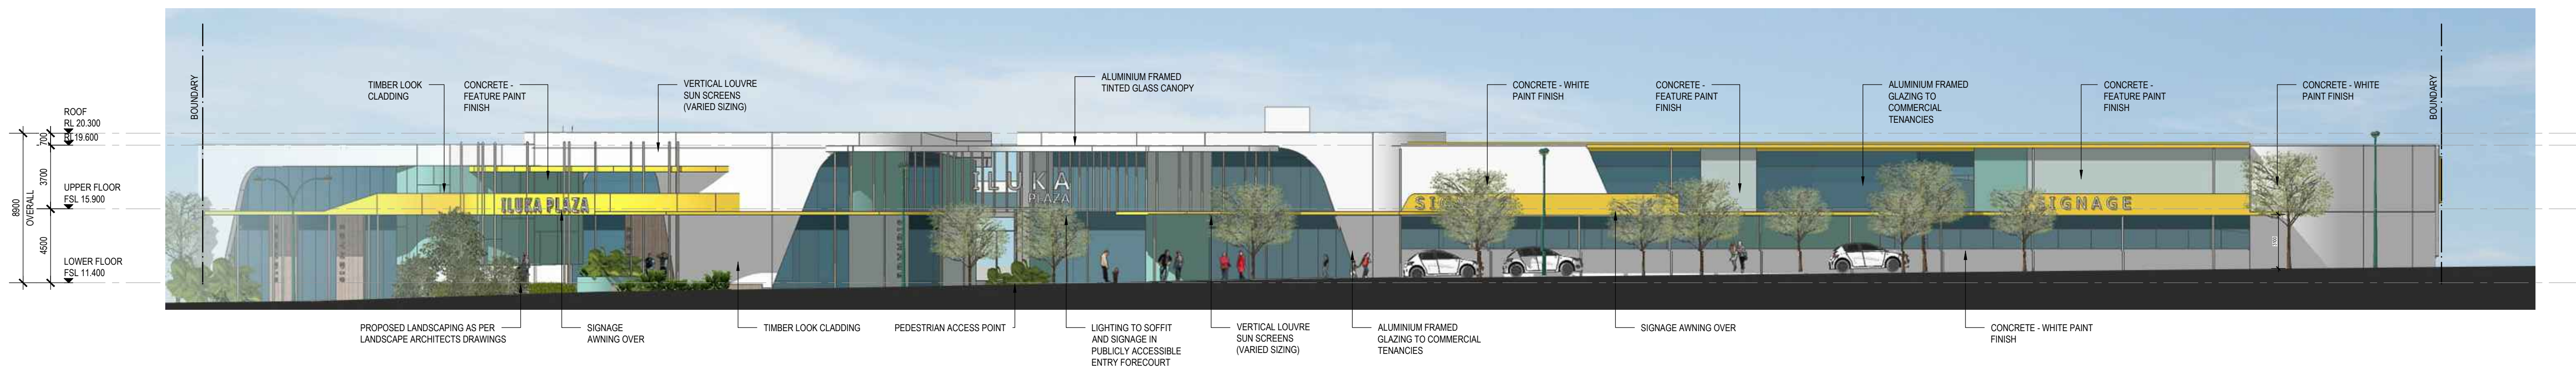 ROOF
RL 20.300
RL19.600
700
3700
UPPER FLOOR
FSL 15.900
8900
OVERALL
4500
LOWER FLOOR
FSL 11.400
BOUNDARY
TIMBER LOOK
CLADDING
CONCRETE -
FEATURE PAINT
FINISH
VERTICAL LOUVRE
SUN SCREENS
(VARIED SIZING)
ALUMINIUM FRAMED
TINTED GLASS CANOPY
CONCRETE - WHITE
PAINT FINISH
CONCRETE -
FEATURE PAINT
FINISH
ALUMINIUM FRAMED
GLAZING TO
COMMERCIAL
TENANCIES
CONCRETE -
FEATURE PAINT
FINISH
CONCRETE - WHITE
PAINT FINISH
BOUNDARY
ILUKA PLAZA
ILUKA
PLAZA
SIGNAGE
PROPOSED LANDSCAPING AS PER
LANDSCAPE ARCHITECTS DRAWINGS
SIGNAGE
AWNING OVER
TIMBER LOOK CLADDING
PEDESTRIAN ACCESS POINT
LIGHTING TO SOFFIT
AND SIGNAGE IN
PUBLICLY ACCESSIBLE
ENTRY FORECOURT
VERTICAL LOUVRE
SUN SCREENS
(VARIED SIZING)
ALUMINIUM FRAMED
GLAZING TO COMMERCIAL
TENANCIES
SIGNAGE AWNING OVER
CONCRETE - WHITE PAINT
FINISH